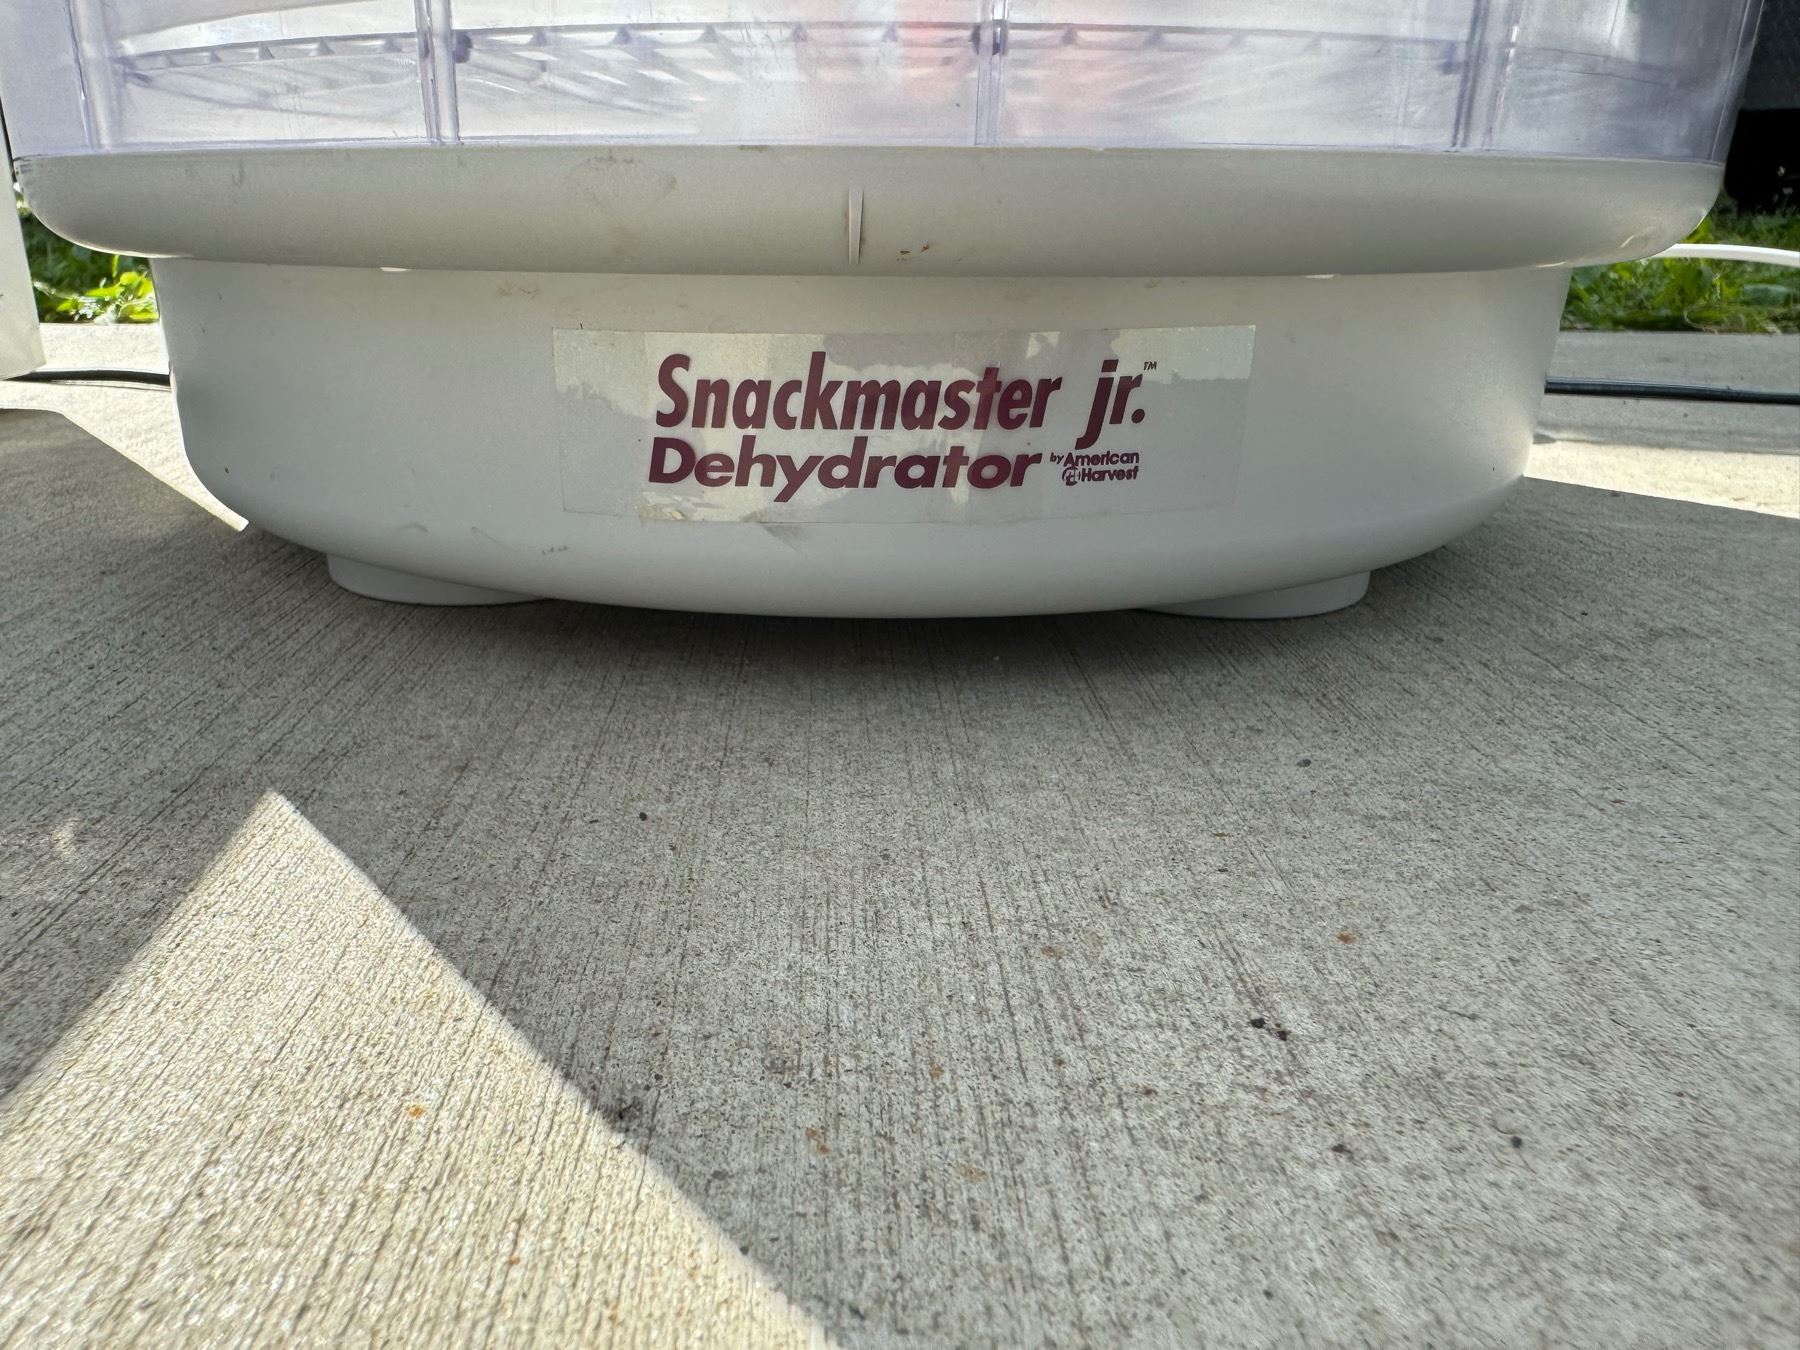 Snackmaster jr.™
Dehydrator by American
Harvest